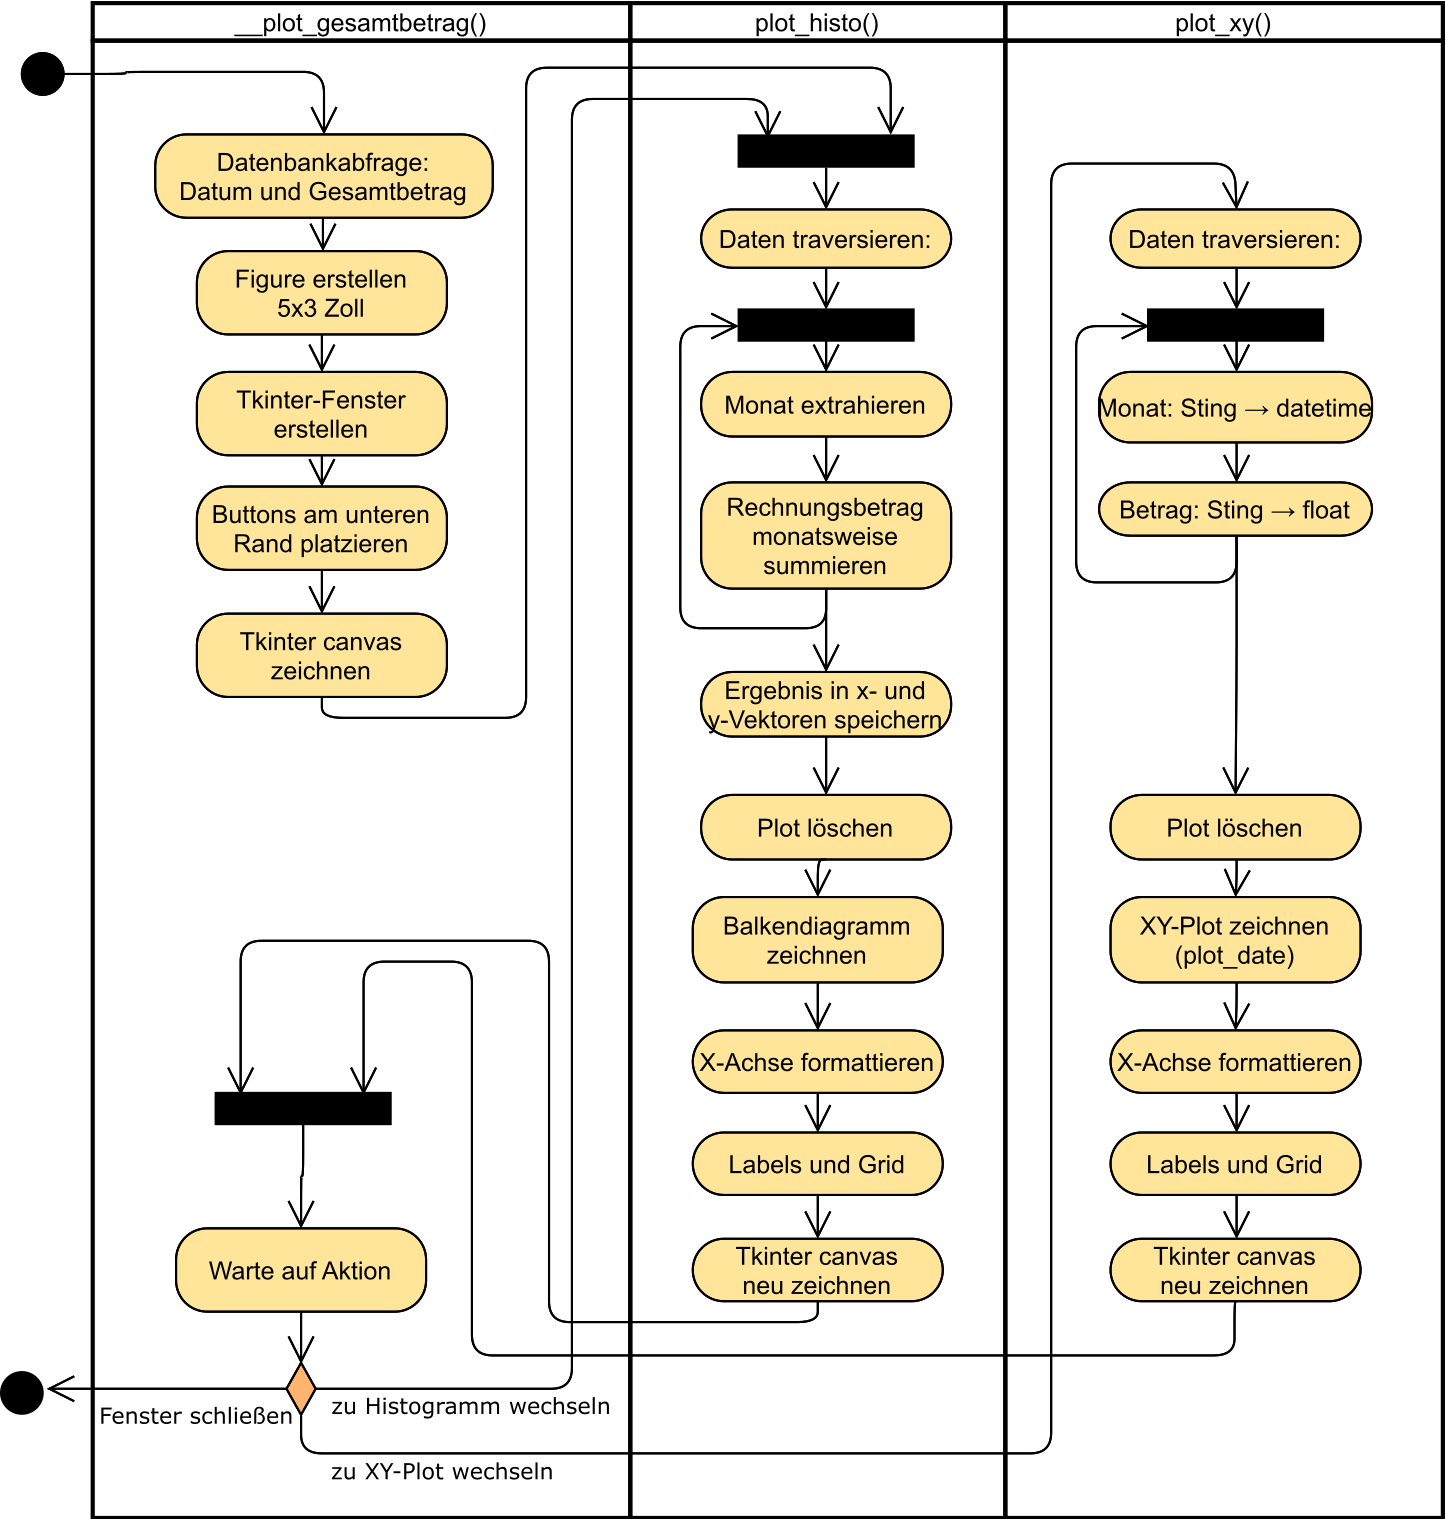 __plot_gesamtbetrag()
plot_histo()
plot_xy()
Datenbankabfrage:
Datum und Gesamtbetrag
Figure erstellen
5x3 Zoll
Tkinter-Fenster
erstellen
Buttons am unteren
Rand platzieren
Tkinter canvas
zeichnen
Warte auf Aktion
Fenster schließen
zu Histogramm wechseln
zu XY-Plot wechseln
Daten traversieren:
Monat extrahieren
Rechnungsbetrag
monatsweise
summieren
Ergebnis in x- und
y-Vektoren speichern
Plot löschen
Balkendiagramm
zeichnen
X-Achse formattieren
Labels und Grid
Tkinter canvas
neu zeichnen
Daten traversieren:
Monat: Sting → datetime
Betrag: Sting → float
Plot löschen
XY-Plot zeichnen
(plot_date)
X-Achse formattieren
Labels und Grid
Tkinter canvas
neu zeichnen